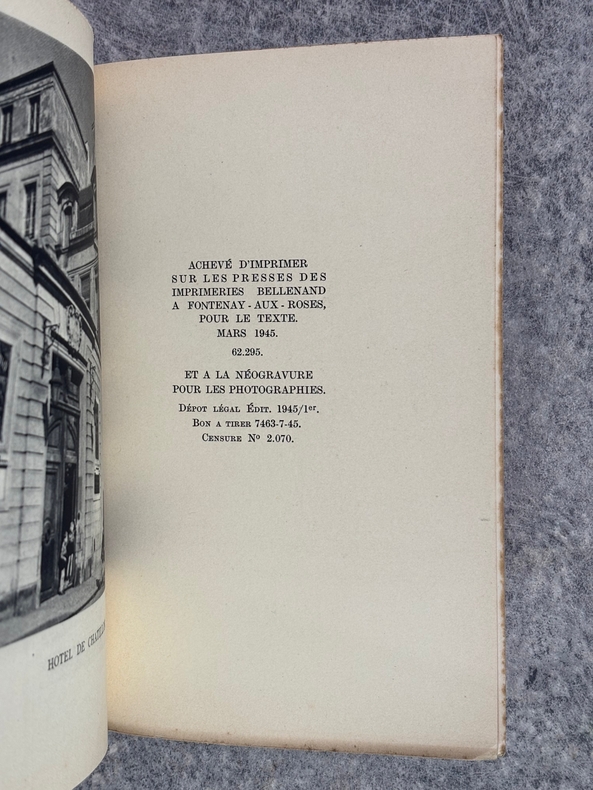 HOTEL DE
ACHEVÉ D'IMPRIMER
SUR LES PRESSES DES
IMPRIMERIES BELLENAND
A FONTENAY-AUX-ROSES,
POUR LE TEXTE.
MARS 1945.
62.295.
ET A LA NÉOGRAVURE
POUR LES PHOTOGRAPHIES.
DÉPOT LÉGAL ÉDIT. 1945/1er.
BON A TIRER 7463-7-45.
CENSURE No 2.070.